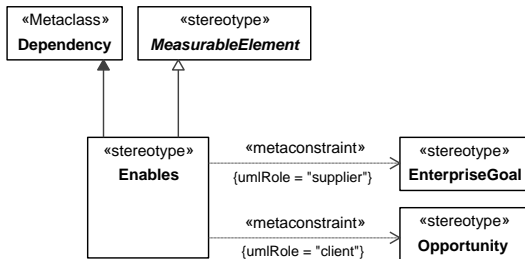 «Metaclass»
Dependency
«stereotype»
MeasurableElement
«stereotype»
Enables
«metaconstraint»
{umlRole = "supplier"}
«stereotype»
EnterpriseGoal
«metaconstraint»
{umlRole = "client"}
«stereotype»
Opportunity